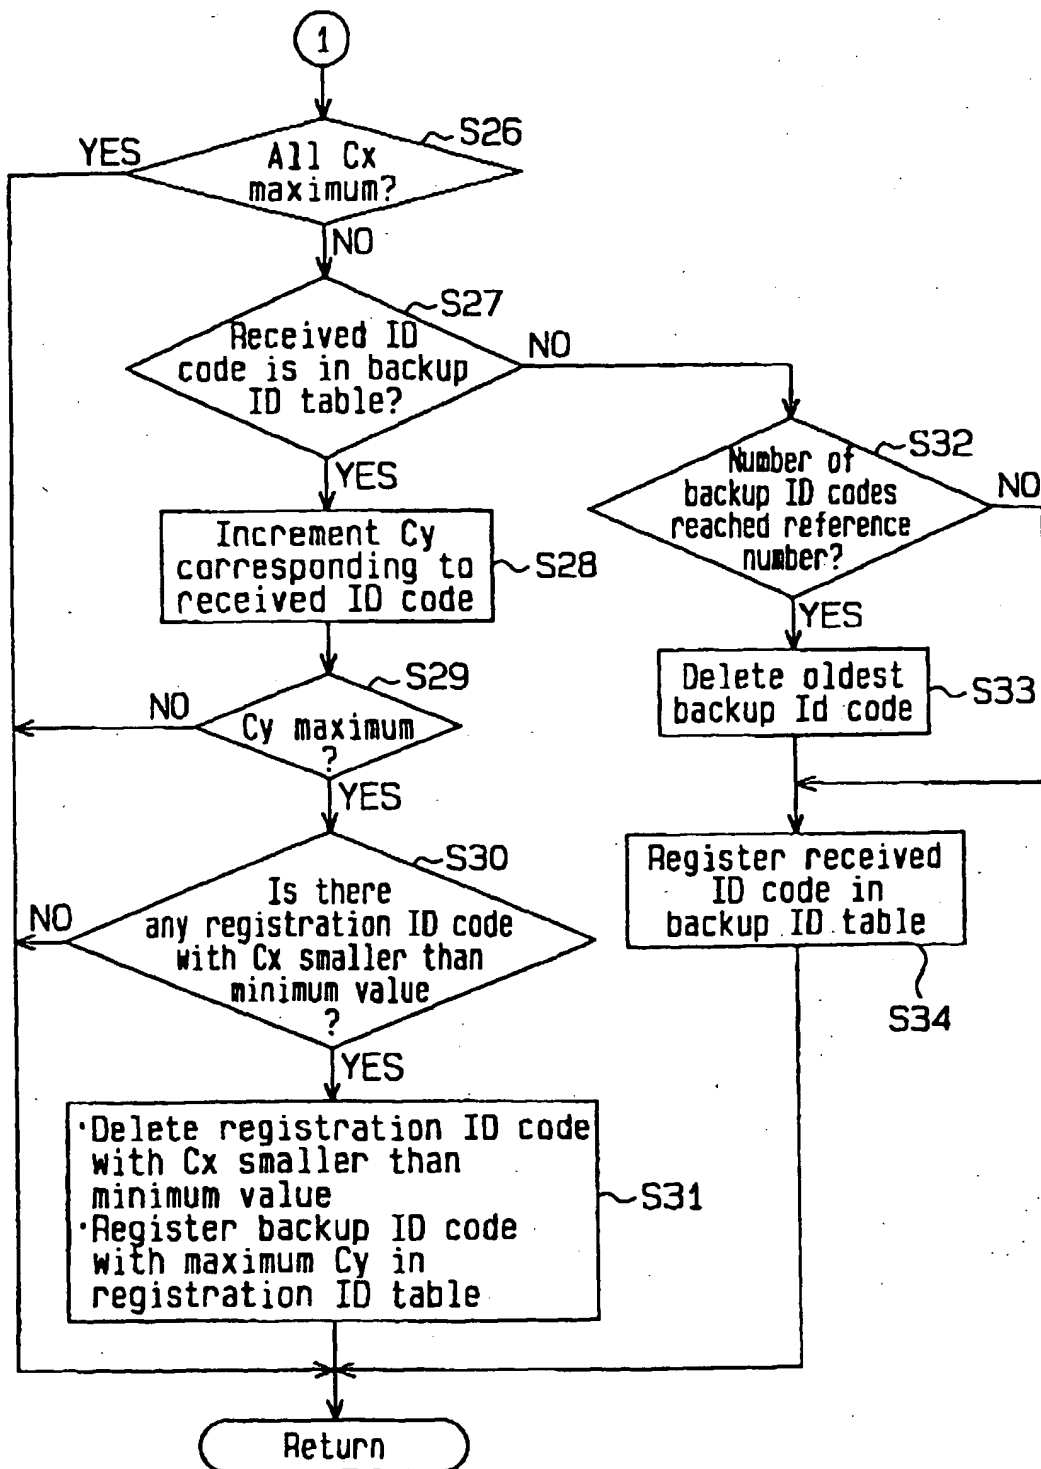 1
S26
YES
All Cx
maximum?
NO
S27
Received ID
code is in backup
ID table?
NO
YES
S32
Number of
backup ID codes
reached reference
number?
NO
YES
Increment Cy
corresponding to
received ID code
S28
S29
NO
Cy maximum
?
YES
Delete oldest
backup Id code
S33
S30
Is there
any registration ID code
with Cx smaller than
minimum value
?
NO
YES
Register received
ID code in
backup ID table
S34
·Delete registration ID code
with Cx smaller than
minimum value
·Register backup ID code
with maximum Cy in
registration ID table
S31
Return